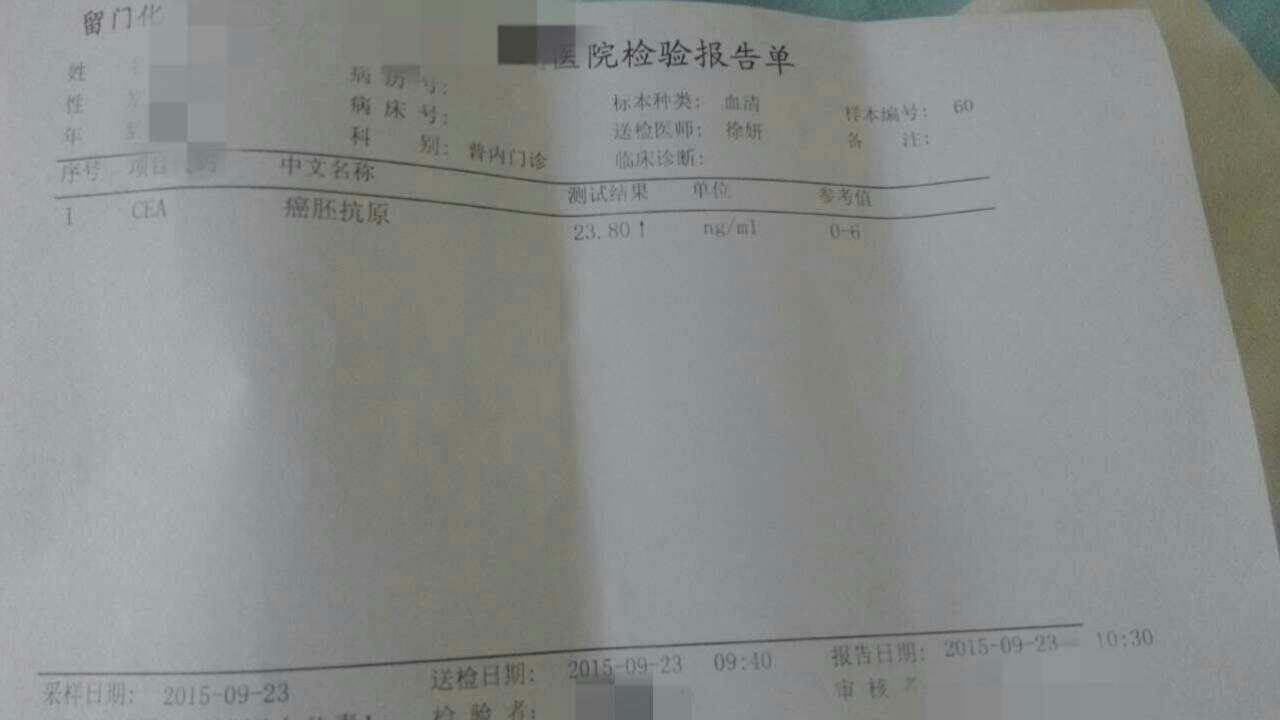 留门化
医院检验报告单
姓 病历号: 标本种类: 血清 样本编号: 60
性 病床号: 送检医师: 徐妍 备 注:
年 科 别: 普内门诊 临床诊断:
序号 项目代码 中文名称 测试结果 单位 参考值
1 CEA 癌胚抗原 23.80↑ ng/ml 0-6
采样日期: 2015-09-23 送检日期: 2015-09-23 09:40 报告日期: 2015-09-23 10:30
检验者: 审核者